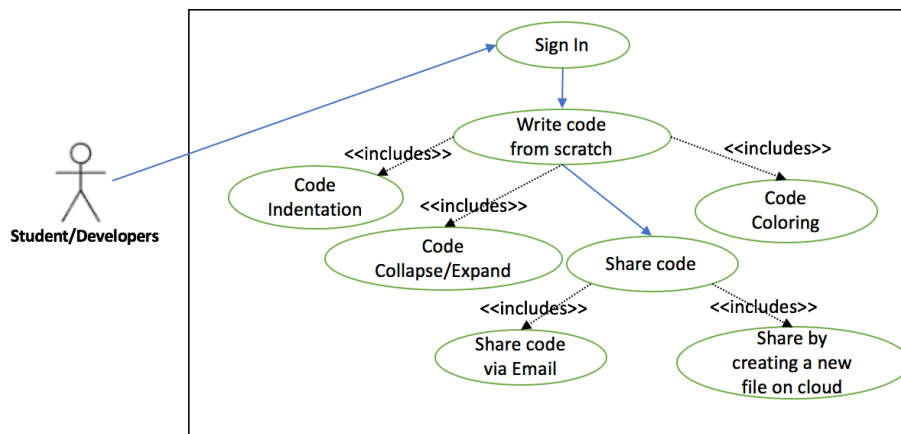 Sign In
Write code
from scratch
<<includes>>
<<includes>>
Code
Indentation
<<includes>>
Code
Coloring
Student/Developers
Code
Collapse/Expand
Share code
<<includes>>
<<includes>>
Share code
via Email
Share by
creating a new
file on cloud